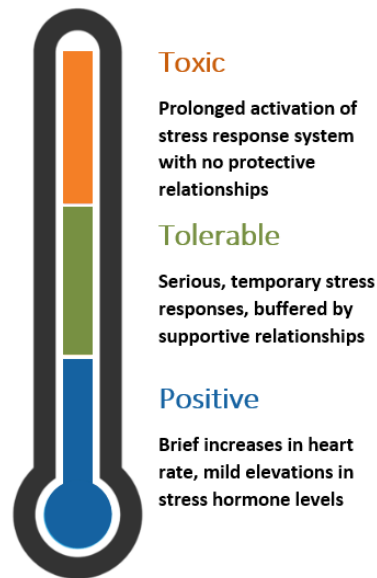 Toxic
Prolonged activation of
stress response system
with no protective
relationships
Tolerable
Serious, temporary stress
responses, buffered by
supportive relationships
Positive
Brief increases in heart
rate, mild elevations in
stress hormone levels